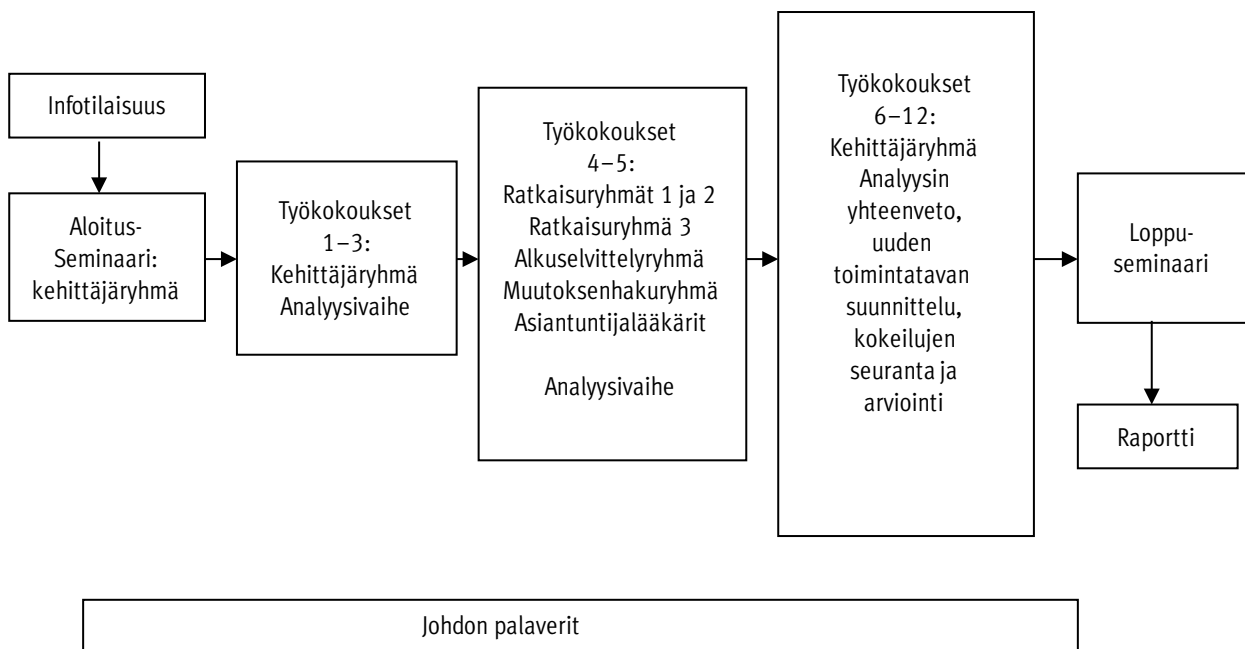 Infotilaisuus
Aloitus-
Seminaari:
kehittäjäryhmä
Työkokoukset
1–3:
Kehittäjäryhmä
Analyysivaihe
Työkokoukset
4–5:
Ratkaisuryhmät 1 ja 2
Ratkaisuryhmä 3
Alkuselvittelyryhmä
Muutoksenhakuryhmä
Asiantuntijalääkärit
Analyysivaihe
Työkokoukset
6–12:
Kehittäjäryhmä
Analyysin
yhteenveto,
uuden
toimintatavan
suunnittelu,
kokeilujen
seuranta ja
arviointi
Loppu-
seminaari
Raportti
Johdon palaverit